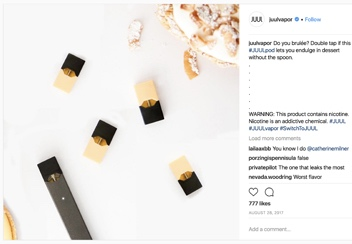 JUUL
juulvapor • Follow
juulvapor Do you brulée? Double tap if this
#JUULpod lets you endulge in dessert
without the spoon.
.
.
.
.
.
.
WARNING: This product contains nicotine.
Nicotine is an addictive chemical. #JUUL
#JUULvapor #SwitchToJUUL
Load more comments
lailaaxbb You know I do @catherinemilner
porzingispenisula false
privatepilot The one that leaks the most
nevada.woodring Worst flavor
777 likes
AUGUST 28, 2017
Add a comment...